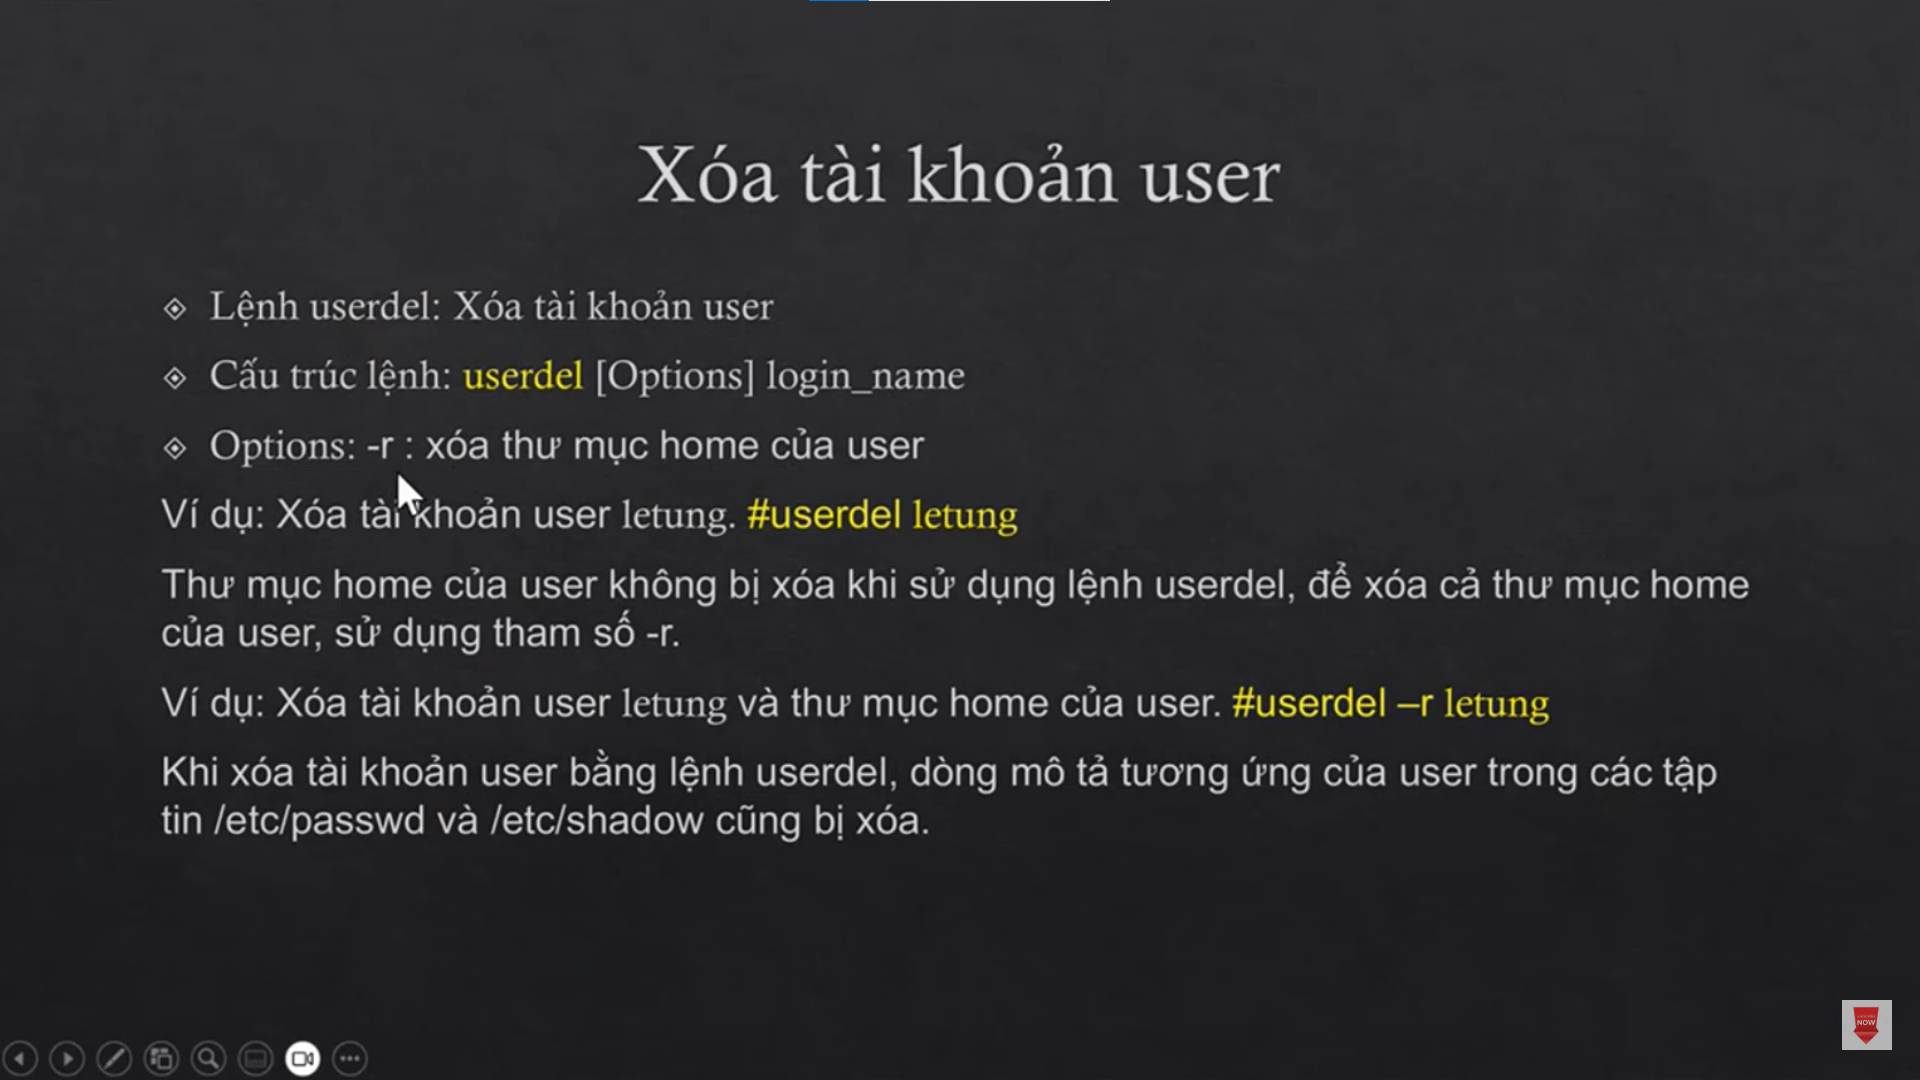 Xóa tài khoản user
Lệnh userdel: Xóa tài khoản user
Cấu trúc lệnh: userdel [Options] login_name
Options: -r : xóa thư mục home của user
Ví dụ: Xóa tài khoản user letung. #userdel letung
Thư mục home của user không bị xóa khi sử dụng lệnh userdel, để xóa cả thư mục home
của user, sử dụng tham số -r.
Ví dụ: Xóa tài khoản user letung và thư mục home của user. #userdel –r letung
Khi xóa tài khoản user bằng lệnh userdel, dòng mô tả tương ứng của user trong các tập
tin /etc/passwd và /etc/shadow cũng bị xóa.
NOW